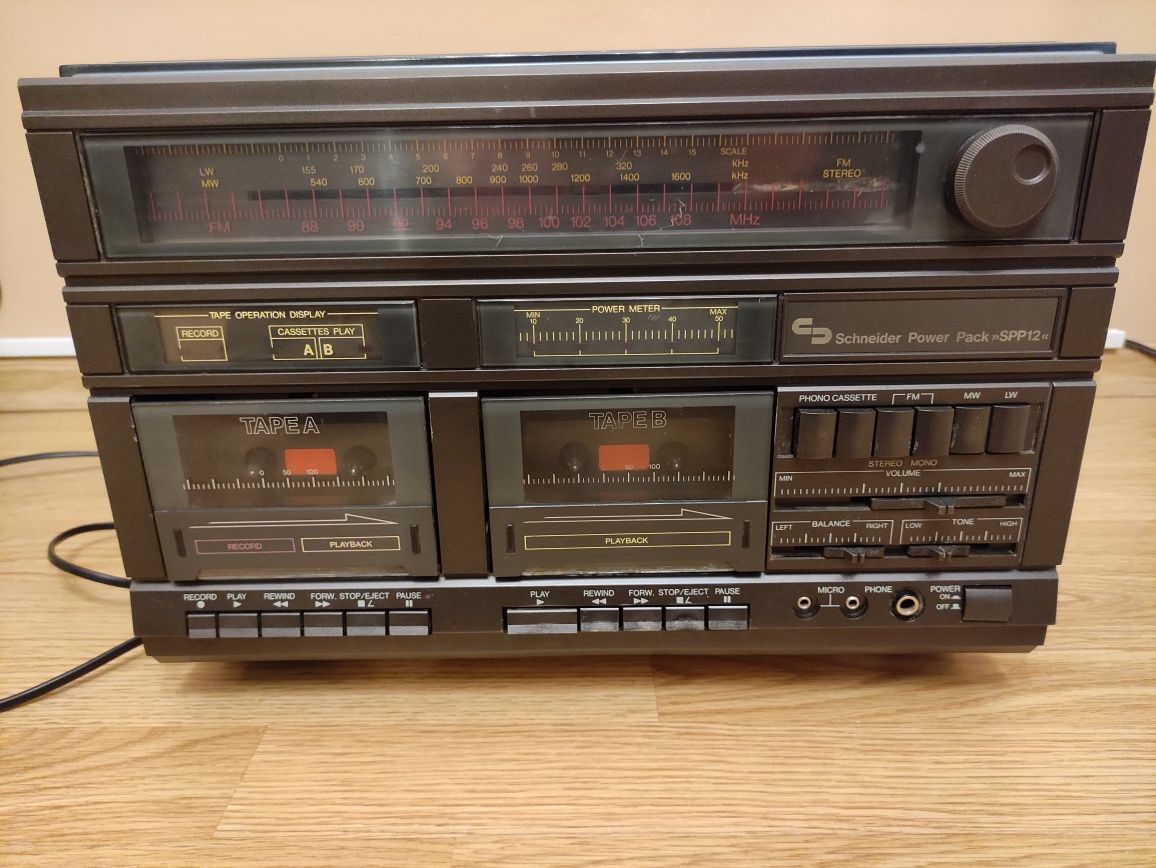 0 1 2 3 4 5 6 7 8 9 10 11 12 13 14 15 SCALE
LW 155 170 200 240 260 280 320 KHz
MW 540 600 700 800 900 1000 1200 1400 1600 kHz
FM STEREO
FM 88 90 92 94 96 98 100 102 104 106 108 MHz
TAPE OPERATION DISPLAY
RECORD
CASSETTES PLAY
A B
POWER METER
MIN MAX
10 20 30 40 50
Schneider Power Pack »SPP12«
TAPE A
0 50 100
RECORD PLAYBACK
TAPE B
50 100
PLAYBACK
PHONO CASSETTE FM MW LW
STEREO MONO
VOLUME
MIN MAX
LEFT BALANCE RIGHT
LOW TONE HIGH
RECORD PLAY REWIND FORW. STOP/EJECT PAUSE
PLAY REWIND FORW. STOP/EJECT PAUSE
MICRO PHONE
POWER
ON
OFF